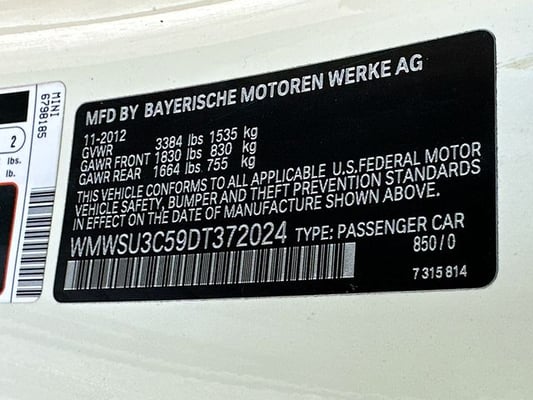 MFD BY BAYERISCHE MOTOREN WERKE AG
11-2012
GVWR 3384 lbs 1535 kg
GAWR FRONT 1830 lbs 830 kg
GAWR REAR 1664 lbs 755 kg
THIS VEHICLE CONFORMS TO ALL APPLICABLE U.S.FEDERAL MOTOR
VEHICLE SAFETY, BUMPER AND THEFT PREVENTION STANDARDS
IN EFFECT ON THE DATE OF MANUFACTURE SHOWN ABOVE.
WMWSU3C59DT372024 TYPE: PASSENGER CAR
850/0
7 315 814
MINI
6798185
2
lbs.
lb.